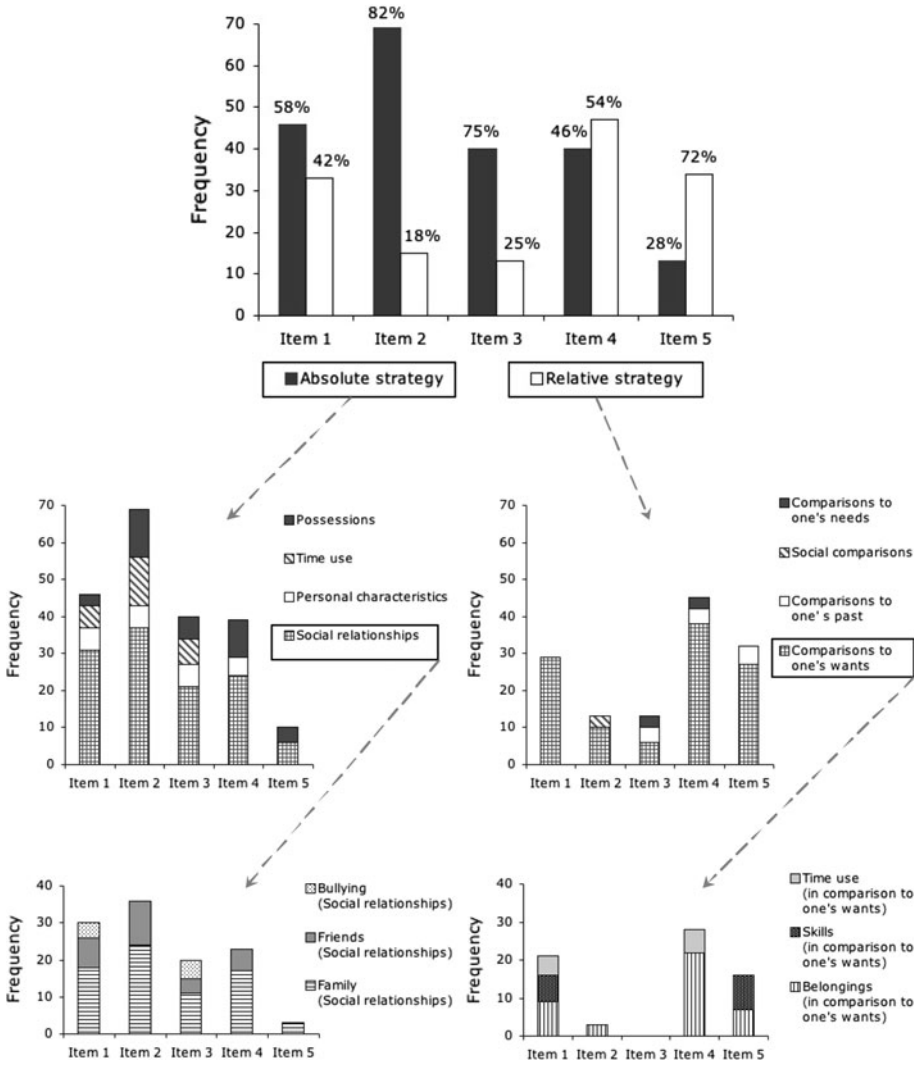 70
60
50
40
30
20
10
0
Frequency
58%
42%
82%
18%
75%
25%
46%
54%
28%
72%
Item 1 Item 2 Item 3 Item 4 Item 5
Absolute strategy
Relative strategy
70
60
50
40
30
20
10
0
Frequency
Item 1 Item 2 Item 3 Item 4 Item 5
Possessions
Time use
Personal characteristics
Social relationships
70
60
50
40
30
20
10
0
Frequency
Item 1 Item 2 Item 3 Item 4 Item 5
Comparisons to
one's needs
Social comparisons
Comparisons to
one' s past
Comparisons to
one's wants
40
30
20
10
0
Frequency
Item 1 Item 2 Item 3 Item 4 Item 5
Bullying
(Social relationships)
Friends
(Social relationships)
Family
(Social relationships)
40
30
20
10
0
Frequency
Item 1 Item 2 Item 3 Item 4 Item 5
Time use
(in comparison to
one's wants)
Skills
(in comparison to
one's wants)
Belongings
(in comparison to
one's wants)